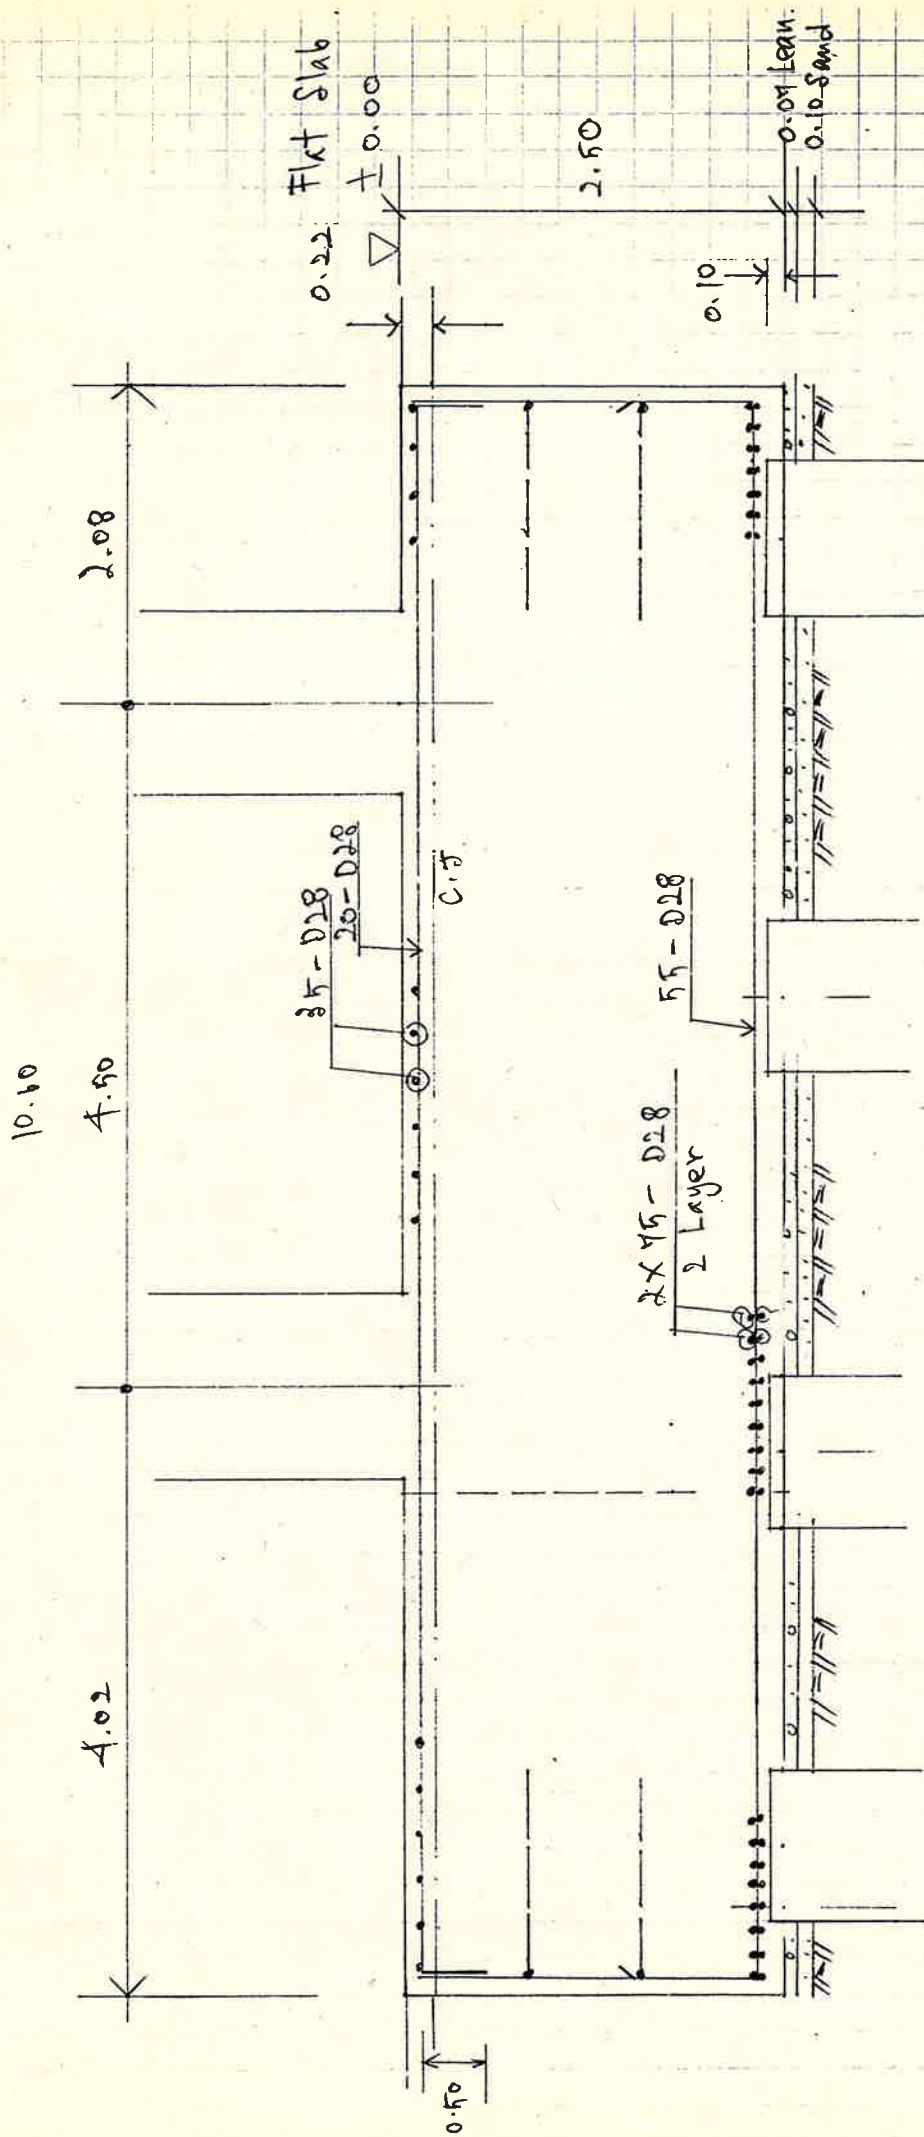 10.60
4.02
4.50
2.08
Flat Slab.
± 0.00
0.22
35 - D28
20 - D28
C.J
0.50
2.50
2 X 75 - D28
2 Layer
55 - D28
0.10
0.07 Lean.
0.10 Sand